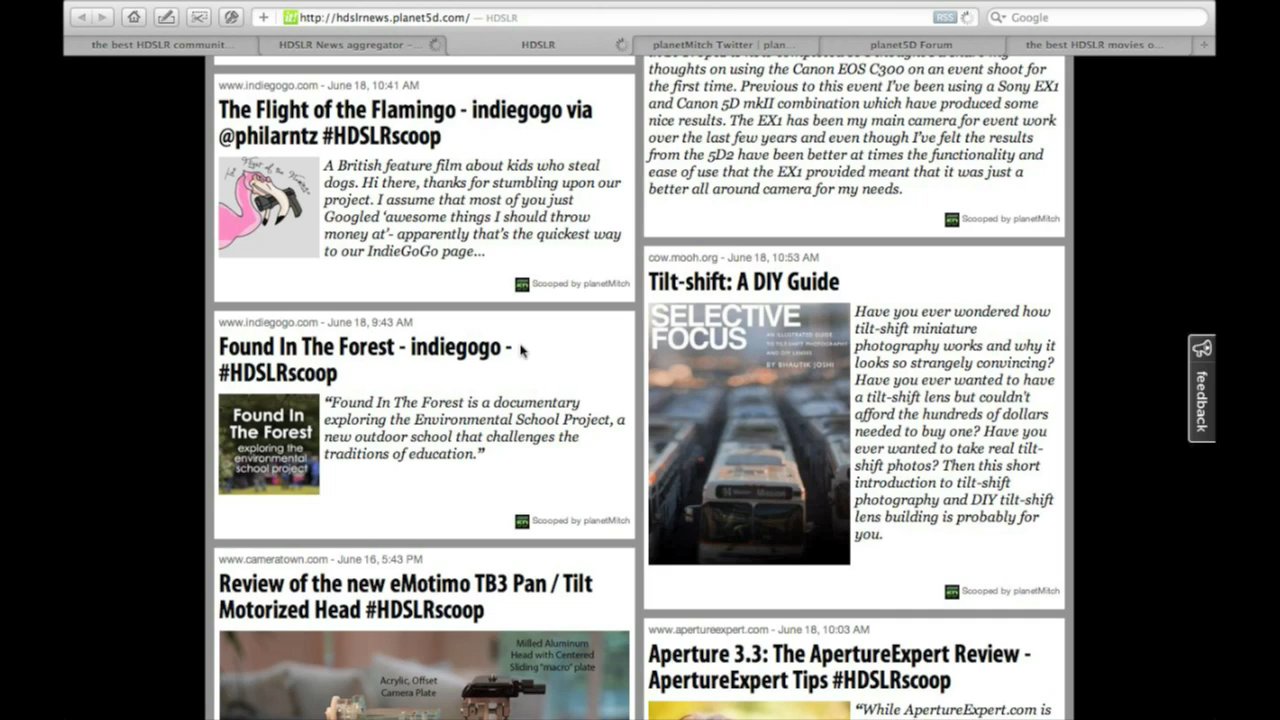 http://hdslrnews.planet5d.com/ — HDSLR
RSS
Google
the best HDSLR communit...
HDSLR News aggregator –...
HDSLR
planetMitch Twitter | plan...
planet5D Forum
the best HDSLR movies o...
www.indiegogo.com - June 18, 10:41 AM
The Flight of the Flamingo - indiegogo via
@philarntz #HDSLRscoop
A British feature film about kids who steal
dogs. Hi there, thanks for stumbling upon our
project. I assume that most of you just
Googled ‘awesome things I should throw
money at’- apparently that’s the quickest way
to our IndieGoGo page...
Scooped by planetMitch
www.indiegogo.com - June 18, 9:43 AM
Found In The Forest - indiegogo -
#HDSLRscoop
Found In
The Forest
exploring the
environmental
school project
“Found In The Forest is a documentary
exploring the Environmental School Project, a
new outdoor school that challenges the
traditions of education.”
Scooped by planetMitch
www.cameratown.com - June 16, 5:43 PM
Review of the new eMotimo TB3 Pan / Tilt
Motorized Head #HDSLRscoop
Milled Aluminum
Head with Centered
Sliding "macro" plate
Acrylic, Offset
Camera Plate
thoughts on using the Canon EOS C300 on an event shoot for
the first time. Previous to this event I’ve been using a Sony EX1
and Canon 5D mkII combination which have produced some
nice results. The EX1 has been my main camera for event work
over the last few years and even though I’ve felt the results
from the 5D2 have been better at times the functionality and
ease of use that the EX1 provided meant that it was just a
better all around camera for my needs.
Scooped by planetMitch
cow.mooh.org - June 18, 10:53 AM
Tilt-shift: A DIY Guide
SELECTIVE
FOCUS
AN ILLUSTRATED GUIDE
TO TILT-SHIFT PHOTOGRAPHY
AND DIY LENSES
BY BHAUTIK JOSHI
Have you ever wondered how
tilt-shift miniature
photography works and why it
looks so strangely convincing?
Have you ever wanted to have
a tilt-shift lens but couldn’t
afford the hundreds of dollars
needed to buy one? Have you
ever wanted to take real tilt-
shift photos? Then this short
introduction to tilt-shift
photography and DIY tilt-shift
lens building is probably for
you.
Scooped by planetMitch
www.apertureexpert.com - June 18, 10:03 AM
Aperture 3.3: The ApertureExpert Review -
ApertureExpert Tips #HDSLRscoop
“While ApertureExpert.com is
feedback